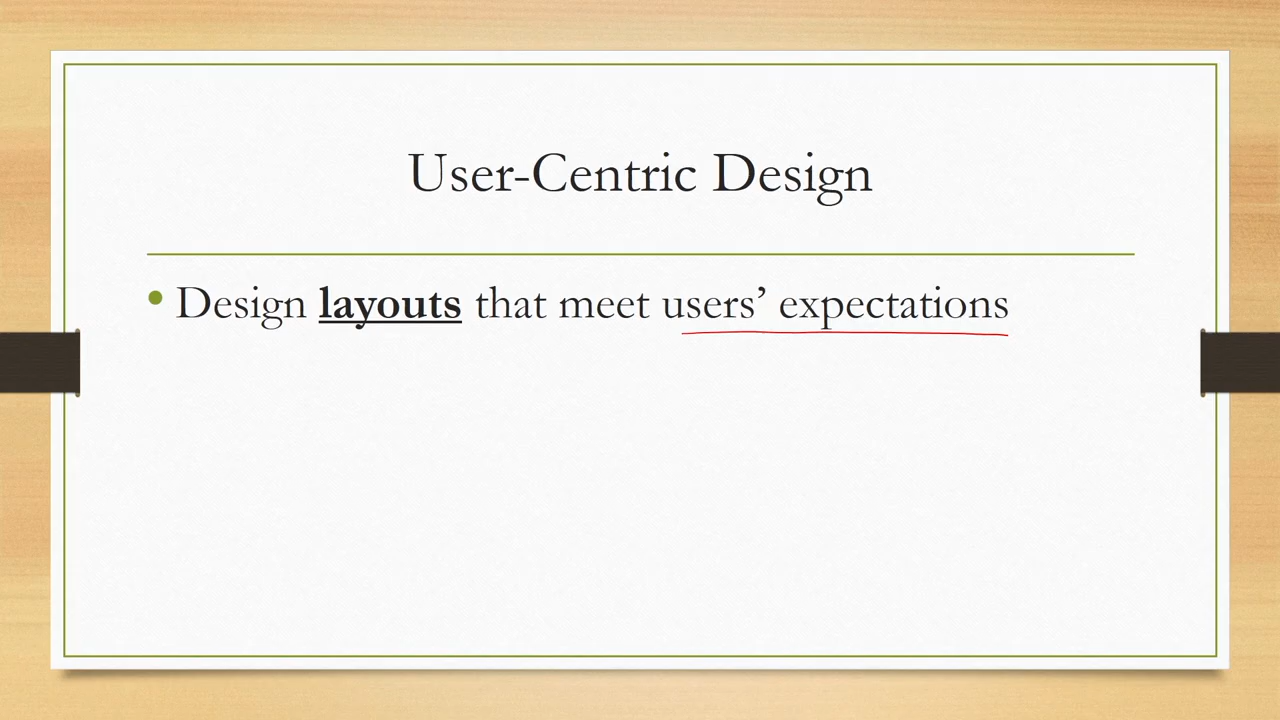 User-Centric Design
• Design layouts that meet users’ expectations